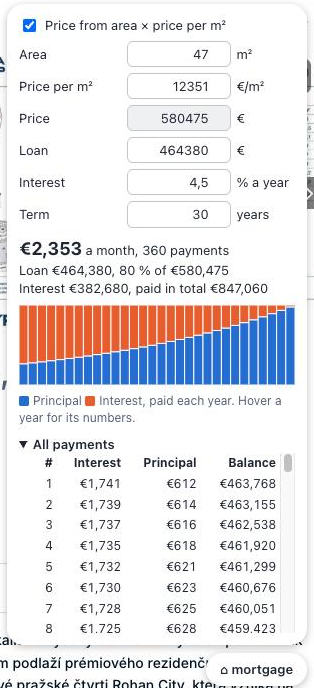 Price from area × price per m²
Area 47 m²
Price per m² 12351 €/m²
Price 580475 €
Loan 464380 €
Interest 4,5 % a year
Term 30 years
€2,353 a month, 360 payments
Loan €464,380, 80 % of €580,475
Interest €382,680, paid in total €847,060
Principal Interest, paid each year. Hover a
year for its numbers.
▼ All payments
# Interest Principal Balance
1 €1,741 €612 €463,768
2 €1,739 €614 €463,155
3 €1,737 €616 €462,538
4 €1,735 €618 €461,920
5 €1,732 €621 €461,299
6 €1,730 €623 €460,676
7 €1,728 €625 €460,051
8 €1,725 €628 €459,423
m podlaží prémiového rezidenč
⌂ mortgage
vé pražské čtvrti Rohan City, která